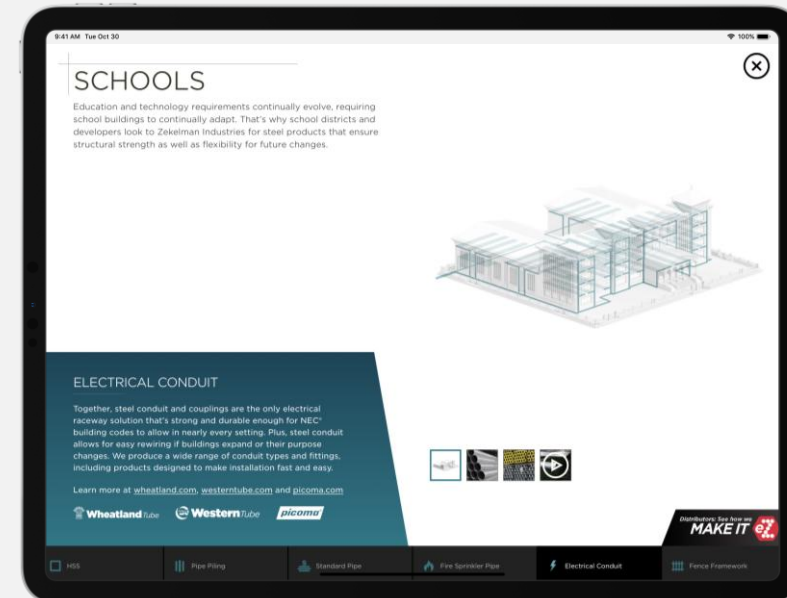 9:41 AM Tue Oct 30
100%
SCHOOLS
Education and technology requirements continually evolve, requiring
school buildings to continually adapt. That's why school districts and
developers look to Zekelman Industries for steel products that ensure
structural strength as well as flexibility for future changes.
ELECTRICAL CONDUIT
Together, steel conduit and couplings are the only electrical
raceway solution that's strong and durable enough for NEC®
building codes to allow in nearly every setting. Plus, steel conduit
allows for easy rewiring if buildings expand or their purpose
changes. We produce a wide range of conduit types and fittings,
including products designed to make installation fast and easy.
Learn more at wheatland.com, westerntube.com and picoma.com
Wheatland Tube
Western Tube
picoma
Distributors: See how we
MAKE IT eZ
HSS
Pipe Piling
Standard Pipe
Fire Sprinkler Pipe
Electrical Conduit
Fence Framework